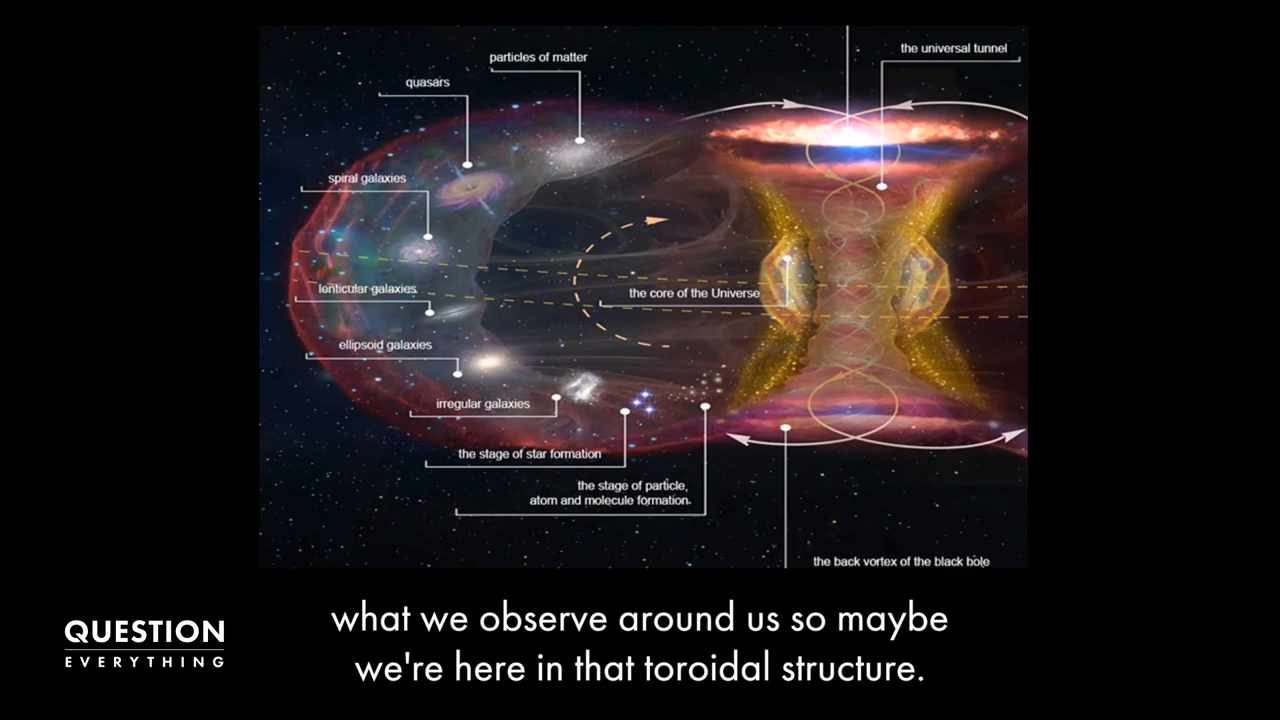 the universal tunnel
particles of matter
quasars
spiral galaxies
lenticular galaxies
the core of the Universe
ellipsoid galaxies
irregular galaxies
the stage of star formation
the stage of particle,
atom and molecule formation
the back vortex of the black hole
QUESTION
EVERYTHING
what we observe around us so maybe
we're here in that toroidal structure.